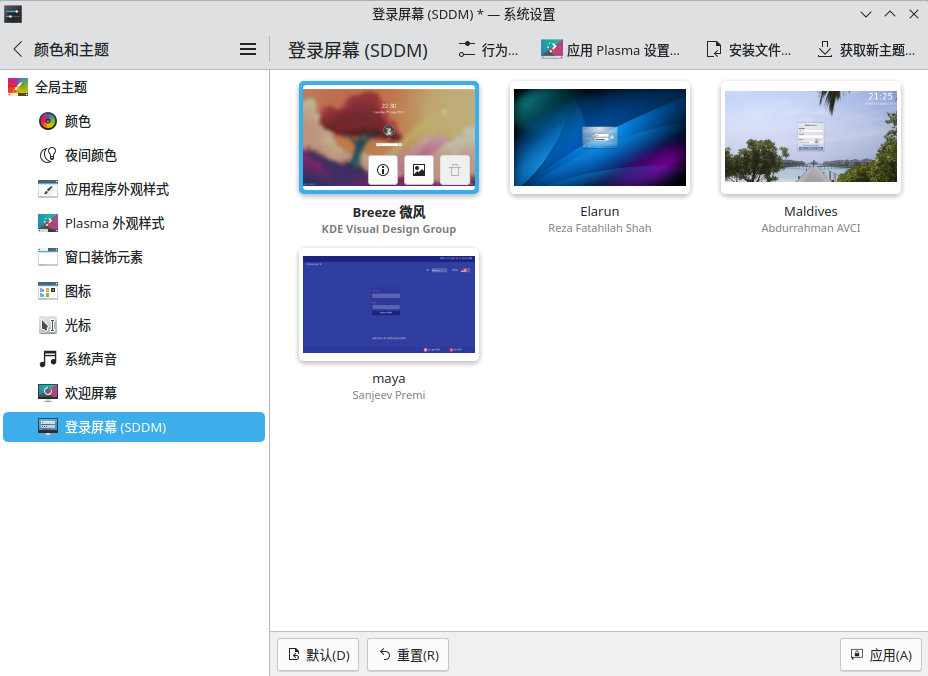 登录屏幕 (SDDM) * — 系统设置
颜色和主题
登录屏幕 (SDDM)
行为...
应用 Plasma 设置...
安装文件...
获取新主题...
全局主题
颜色
夜间颜色
应用程序外观样式
Plasma 外观样式
窗口装饰元素
图标
光标
系统声音
欢迎屏幕
登录屏幕 (SDDM)
22:30
21:25
Breeze 微风
KDE Visual Design Group
Elarun
Reza Fatahilah Shah
Maldives
Abdurrahman AVCI
maya
Sanjeev Premi
默认(D)
重置(R)
应用(A)